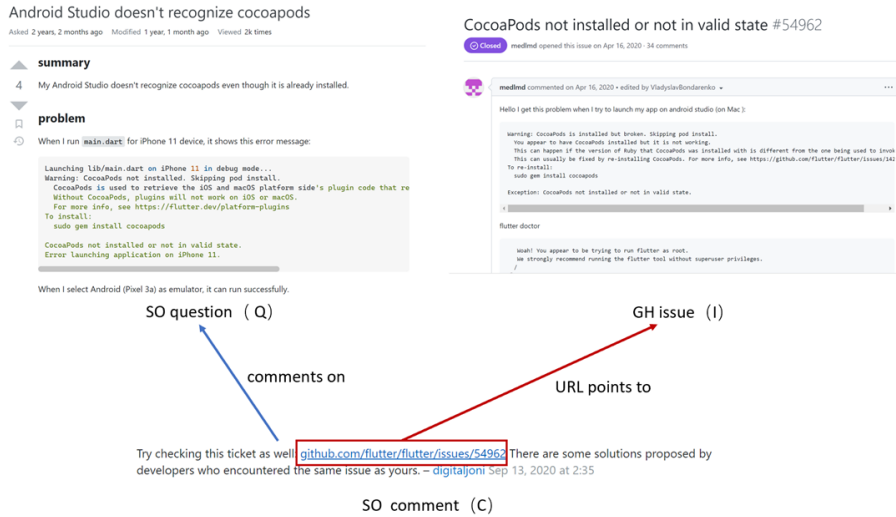 Android Studio doesn't recognize cocoapods
Asked 2 years, 2 months ago Modified 1 year, 1 month ago Viewed 2k times
summary
4
My Android Studio doesn't recognize cocoapods even though it is already installed.
problem
When I run main.dart for iPhone 11 device, it shows this error message:
Launching lib/main.dart on iPhone 11 in debug mode...
Warning: CocoaPods not installed. Skipping pod install.
CocoaPods is used to retrieve the iOS and macOS platform side's plugin code that re
Without CocoaPods, plugins will not work on iOS or macOS.
For more info, see https://flutter.dev/platform-plugins
To install:
sudo gem install cocoapods
CocoaPods not installed or not in valid state.
Error launching application on iPhone 11.
When I select Android (Pixel 3a) as emulator, it can run successfully.
SO question （ Q）
CocoaPods not installed or not in valid state #54962
Closed medlmd opened this issue on Apr 16, 2020 · 34 comments
medlmd commented on Apr 16, 2020 • edited by VladyslavBondarenko
Hello I get this problem when I try to launch my app on android studio (on Mac ):
Warning: CocoaPods is installed but broken. Skipping pod install.
You appear to have CocoaPods installed but it is not working.
This can happen if the version of Ruby that CocoaPods was installed with is different from the one being used to invok
This can usually be fixed by re-installing CocoaPods. For more info, see https://github.com/flutter/flutter/issues/142
To re-install:
sudo gem install cocoapods
Exception: CocoaPods not installed or not in valid state.
flutter doctor
Woah! You appear to be trying to run flutter as root.
We strongly recommend running the flutter tool without superuser privileges.
/
GH issue （I）
comments on
URL points to
Try checking this ticket as well: github.com/flutter/flutter/issues/54962 There are some solutions proposed by
developers who encountered the same issue as yours. – digitaljoni Sep 13, 2020 at 2:35
SO comment （C）